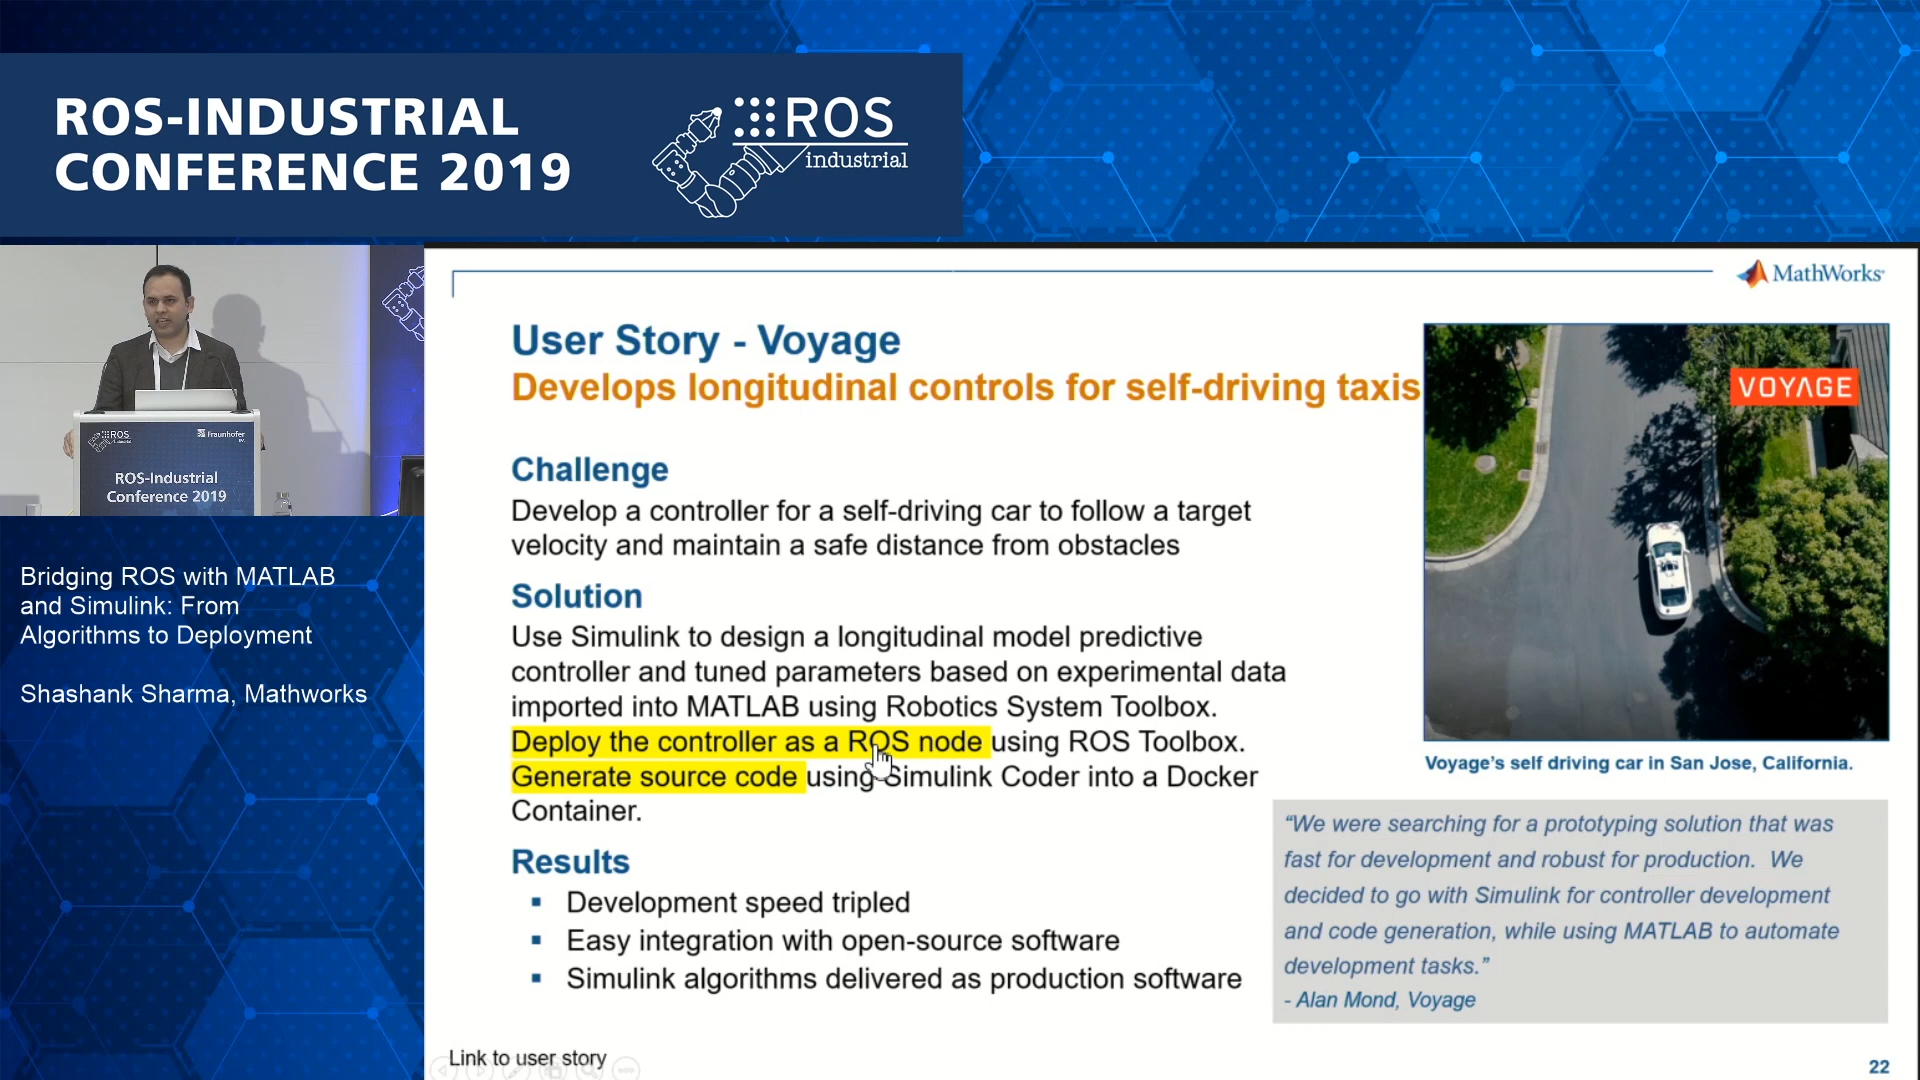 ROS-INDUSTRIAL
CONFERENCE 2019
ROS
industrial
ROS
Fraunhofer
ROS-Industrial
Conference 2019
Bridging ROS with MATLAB
and Simulink: From
Algorithms to Deployment
Shashank Sharma, Mathworks
MathWorks
User Story - Voyage
Develops longitudinal controls for self-driving taxis
VOYAGE
Challenge
Develop a controller for a self-driving car to follow a target
velocity and maintain a safe distance from obstacles
Solution
Use Simulink to design a longitudinal model predictive
controller and tuned parameters based on experimental data
imported into MATLAB using Robotics System Toolbox.
Deploy the controller as a ROS node using ROS Toolbox.
Generate source code using Simulink Coder into a Docker
Container.
Voyage's self driving car in San Jose, California.
Results
▪ Development speed tripled
▪ Easy integration with open-source software
▪ Simulink algorithms delivered as production software
“We were searching for a prototyping solution that was
fast for development and robust for production. We
decided to go with Simulink for controller development
and code generation, while using MATLAB to automate
development tasks.”
- Alan Mond, Voyage
Link to user story
22